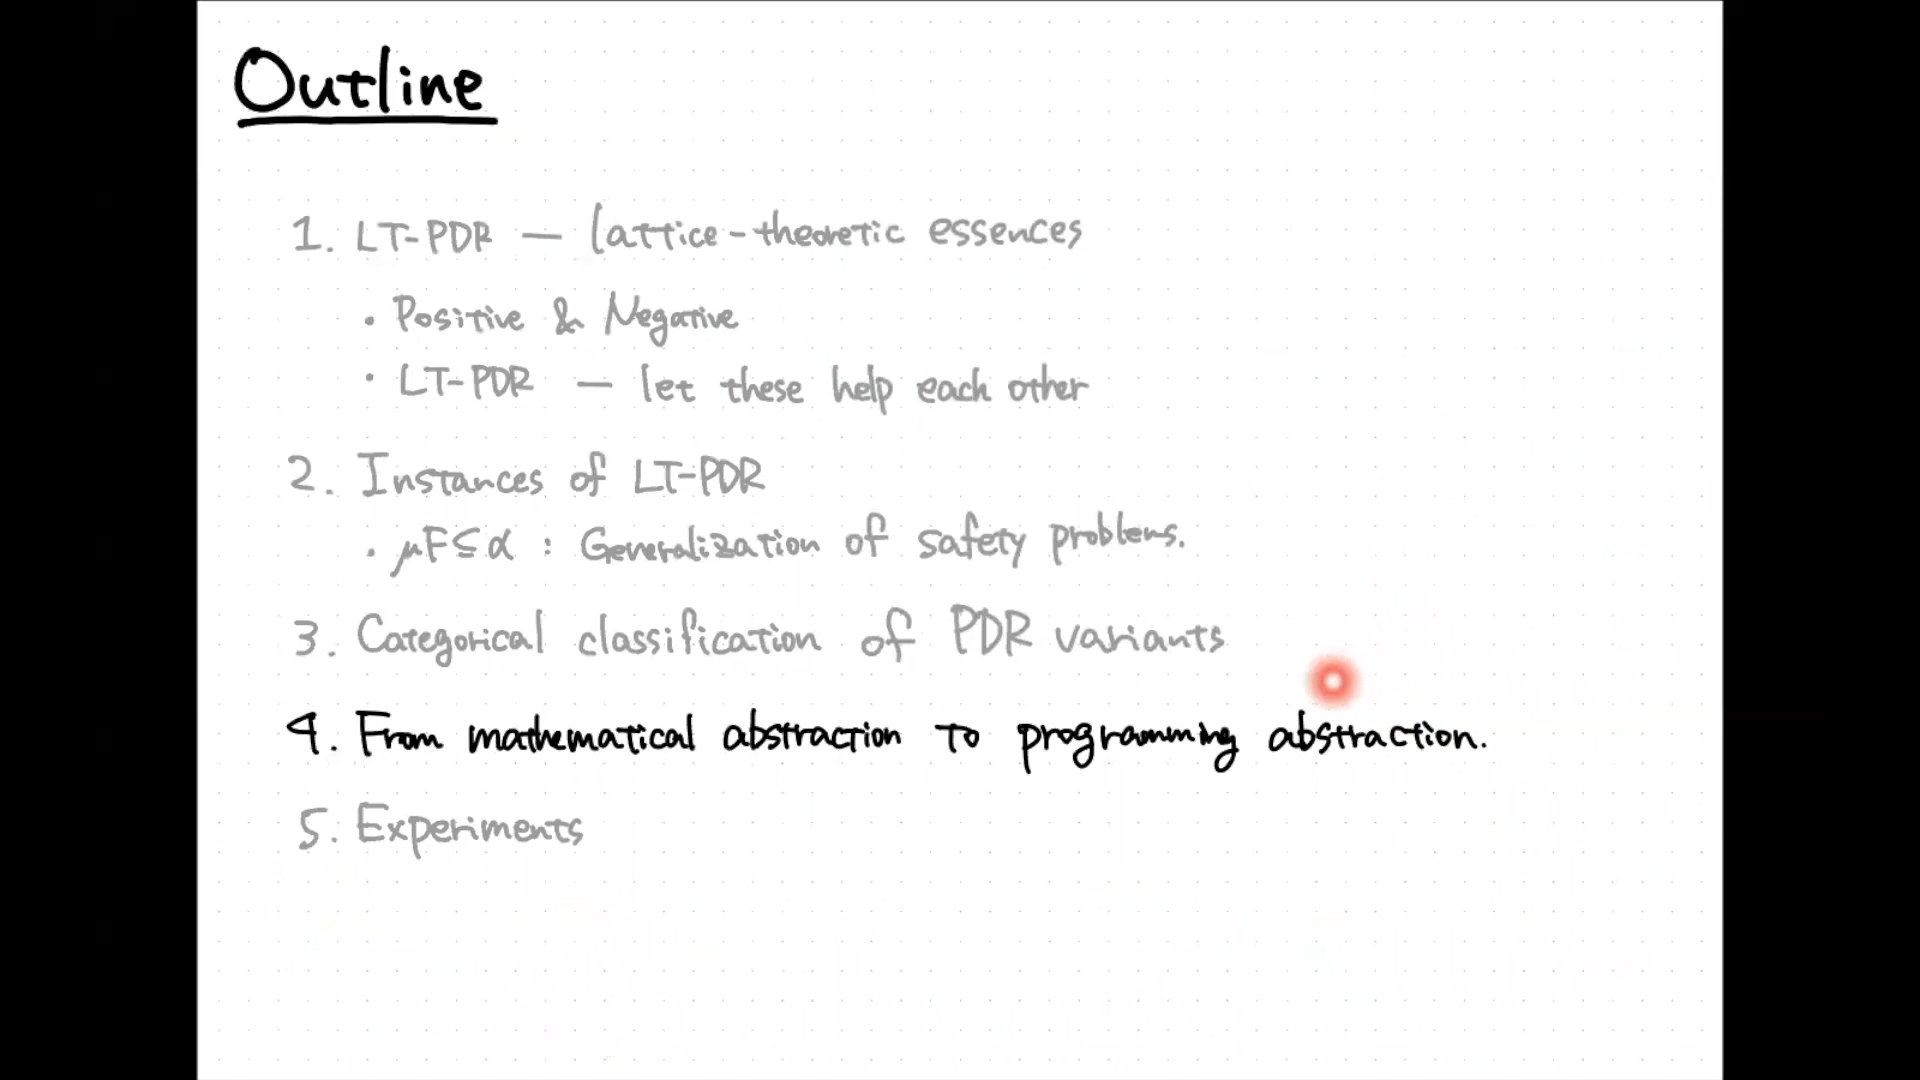 Outline
1. LT-PDR — lattice-theoretic essences
• Positive & Negative
• LT-PDR — let these help each other
2. Instances of LT-PDR
• μF≤α : Generalization of safety problems.
3. Categorical classification of PDR variants
4. From mathematical abstraction to programming abstraction.
5. Experiments